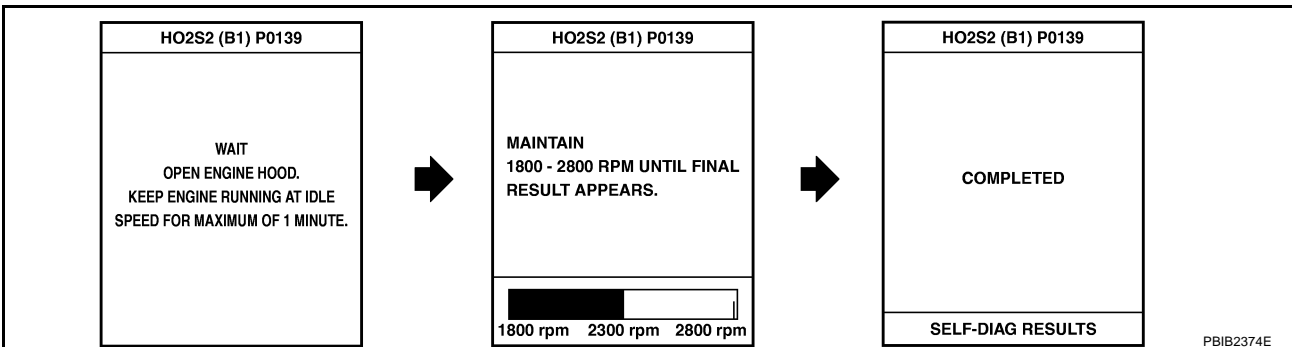 HO2S2 (B1) P0139
WAIT
OPEN ENGINE HOOD.
KEEP ENGINE RUNNING AT IDLE
SPEED FOR MAXIMUM OF 1 MINUTE.
HO2S2 (B1) P0139
MAINTAIN
1800 - 2800 RPM UNTIL FINAL
RESULT APPEARS.
1800 rpm 2300 rpm 2800 rpm
HO2S2 (B1) P0139
COMPLETED
SELF-DIAG RESULTS
PBIB2374E